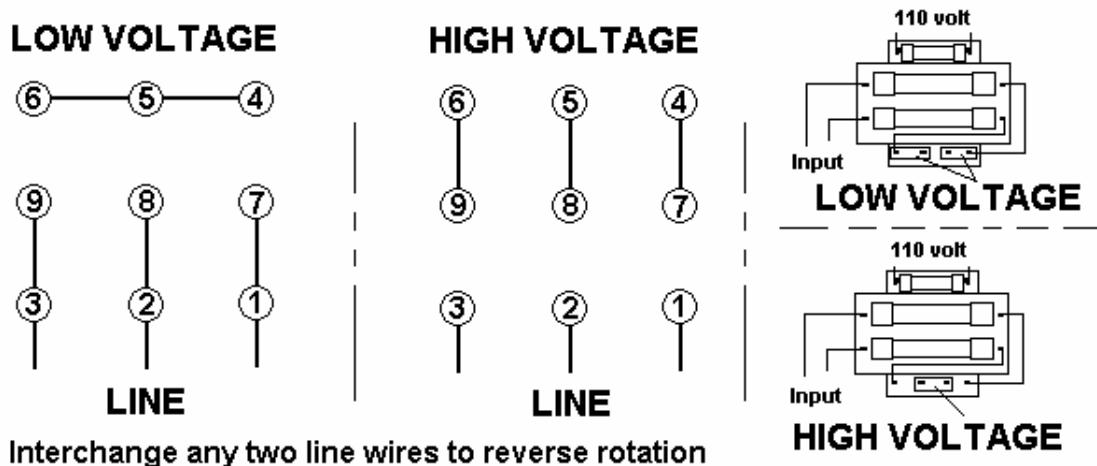 LOW VOLTAGE
6 5 4
9 8 7
3 2 1
LINE
HIGH VOLTAGE
6 5 4
9 8 7
3 2 1
LINE
Interchange any two line wires to reverse rotation
110 volt
Input
LOW VOLTAGE
110 volt
Input
HIGH VOLTAGE